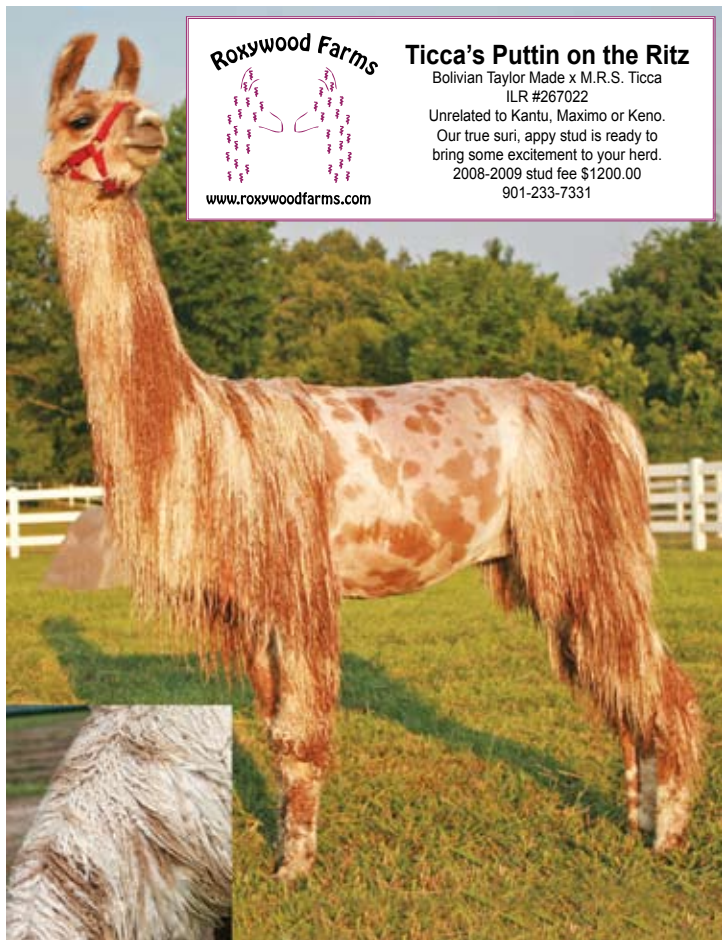 Roxywood Farms
www.roxywoodfarms.com
Ticca's Puttin on the Ritz
Bolivian Taylor Made x M.R.S. Ticca
ILR #267022
Unrelated to Kantu, Maximo or Keno.
Our true suri, appy stud is ready to
bring some excitement to your herd.
2008-2009 stud fee $1200.00
901-233-7331